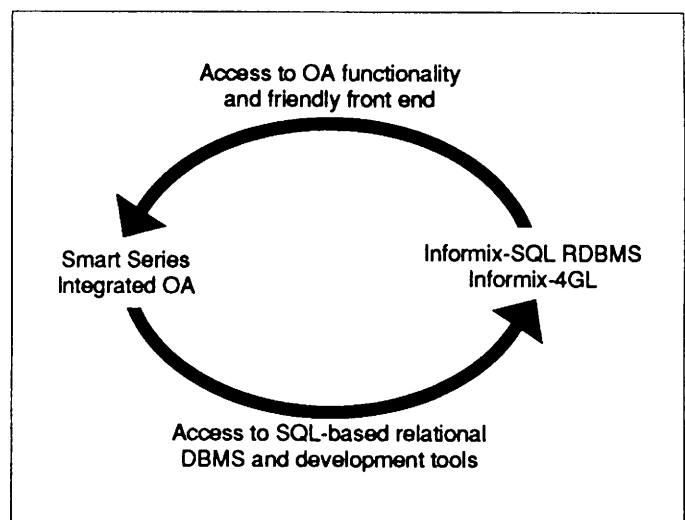 Access to OA functionality
and friendly front end
Smart Series
Integrated OA
Informix-SQL RDBMS
Informix-4GL
Access to SQL-based relational
DBMS and development tools